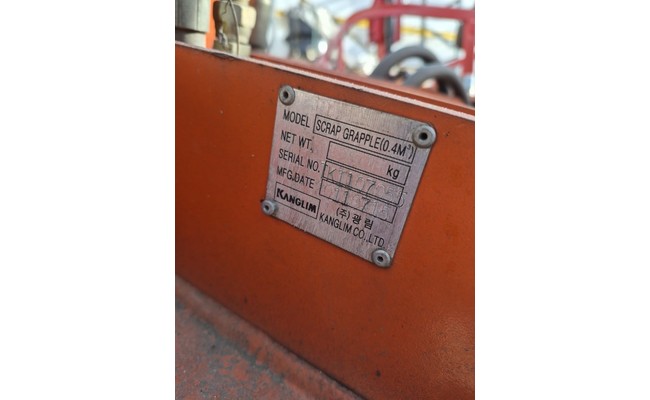 MODEL SCRAP GRAPPLE(0.4M³)
NET WT. kg
SERIAL NO.
MFG.DATE
KANGLIM (주)광림
KANGLIM CO.,LTD